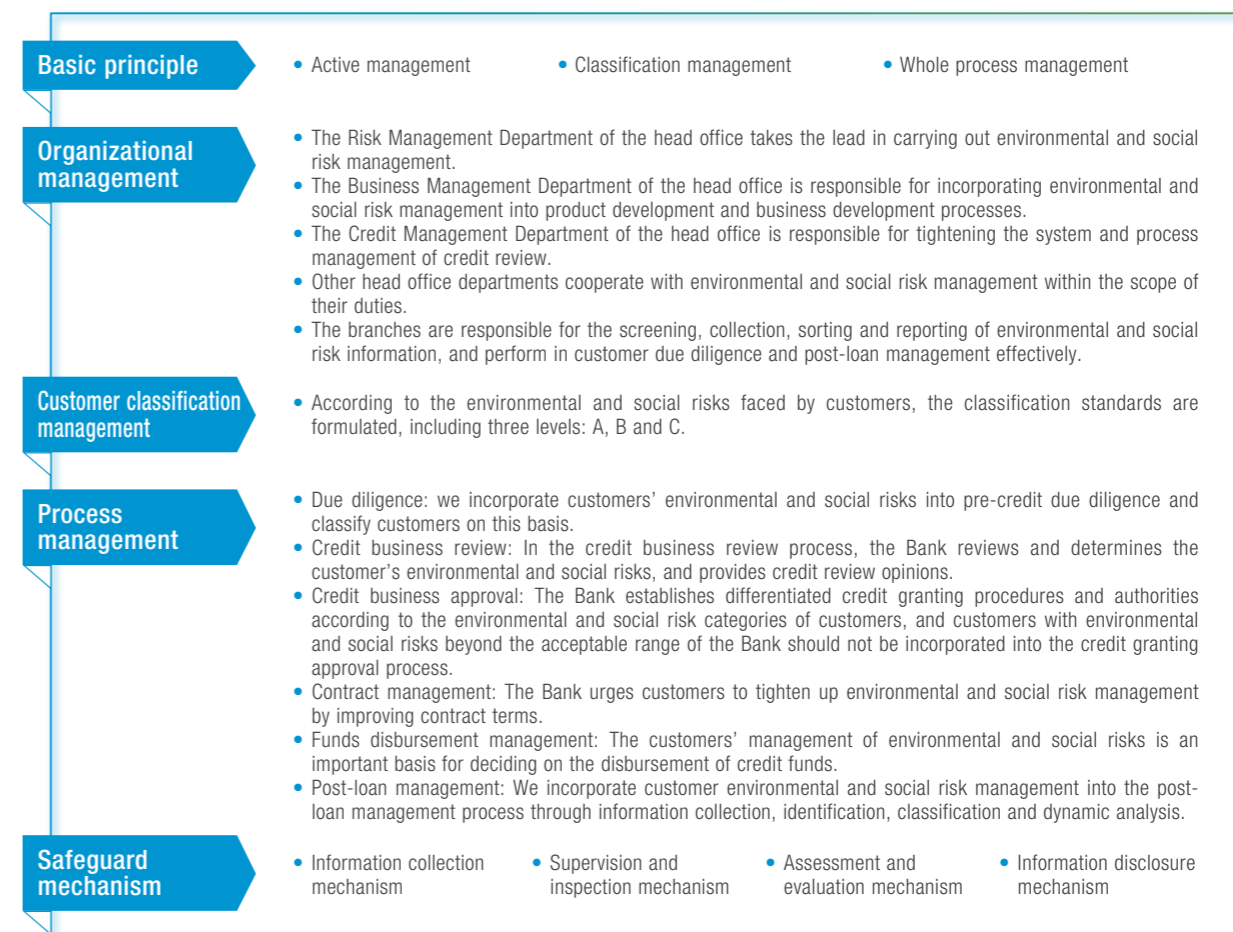 Basic principle
• Active management
• Classification management
• Whole process management
Organizational
management
• The Risk Management Department of the head office takes the lead in carrying out environmental and social
risk management.
• The Business Management Department of the head office is responsible for incorporating environmental and
social risk management into product development and business development processes.
• The Credit Management Department of the head office is responsible for tightening the system and process
management of credit review.
• Other head office departments cooperate with environmental and social risk management within the scope of
their duties.
• The branches are responsible for the screening, collection, sorting and reporting of environmental and social
risk information, and perform in customer due diligence and post-loan management effectively.
Customer classification
management
• According to the environmental and social risks faced by customers, the classification standards are
formulated, including three levels: A, B and C.
Process
management
• Due diligence: we incorporate customers' environmental and social risks into pre-credit due diligence and
classify customers on this basis.
• Credit business review: In the credit business review process, the Bank reviews and determines the
customer's environmental and social risks, and provides credit review opinions.
• Credit business approval: The Bank establishes differentiated credit granting procedures and authorities
according to the environmental and social risk categories of customers, and customers with environmental
and social risks beyond the acceptable range of the Bank should not be incorporated into the credit granting
approval process.
• Contract management: The Bank urges customers to tighten up environmental and social risk management
by improving contract terms.
• Funds disbursement management: The customers' management of environmental and social risks is an
important basis for deciding on the disbursement of credit funds.
• Post-loan management: We incorporate customer environmental and social risk management into the post-
loan management process through information collection, identification, classification and dynamic analysis.
Safeguard
mechanism
• Information collection
mechanism
• Supervision and
inspection mechanism
• Assessment and
evaluation mechanism
• Information disclosure
mechanism